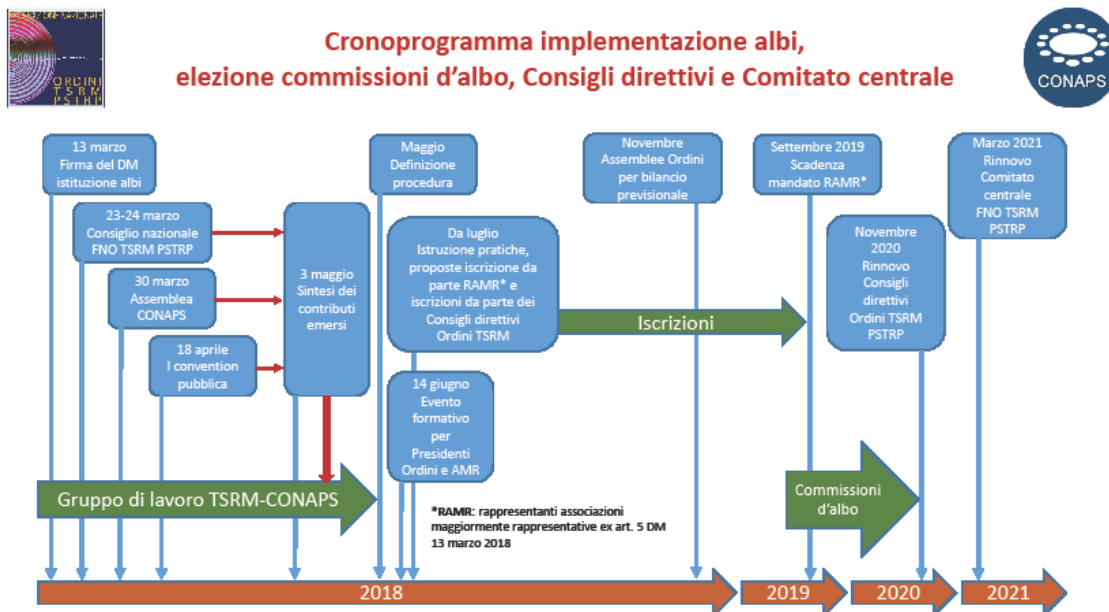 ORDINI
TSRM
PSTRP
Cronoprogramma implementazione albi,
elezione commissioni d'albo, Consigli direttivi e Comitato centrale
CONAPS
13 marzo
Firma del DM
istituzione albi
23-24 marzo
Consiglio nazionale
FNO TSRM PSTRP
30 marzo
Assemblea
CONAPS
18 aprile
I convention
pubblica
3 maggio
Sintesi dei
contributi
emersi
Maggio
Definizione
procedura
Da luglio
Istruzione pratiche,
proposte iscrizione da
parte RAMR* e
iscrizioni da parte dei
Consigli direttivi
Ordini TSRM
14 giugno
Evento
formativo
per
Presidenti
Ordini e AMR
Novembre
Assemblee Ordini
per bilancio
previsionale
Settembre 2019
Scadenza
mandato RAMR*
Novembre
2020
Rinnovo
Consigli
direttivi
Ordini TSRM
PSTRP
Marzo 2021
Rinnovo
Comitato
centrale
FNO TSRM
PSTRP
Iscrizioni
Gruppo di lavoro TSRM-CONAPS
Commissioni
d'albo
*RAMR: rappresentanti associazioni
maggiormente rappresentative ex art. 5 DM
13 marzo 2018
2018
2019
2020
2021